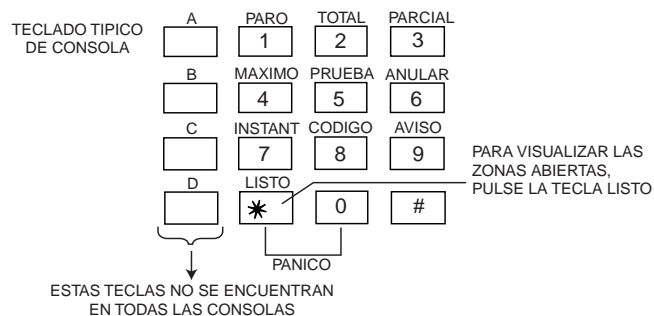 TECLADO TIPICO
DE CONSOLA
A PARO TOTAL PARCIAL
1 2 3
B MAXIMO PRUEBA ANULAR
4 5 6
C INSTANT CODIGO AVISO
7 8 9
PARA VISUALIZAR LAS
ZONAS ABIERTAS,
PULSE LA TECLA LISTO
D LISTO
* 0 #
PANICO
ESTAS TECLAS NO SE ENCUENTRAN
EN TODAS LAS CONSOLAS